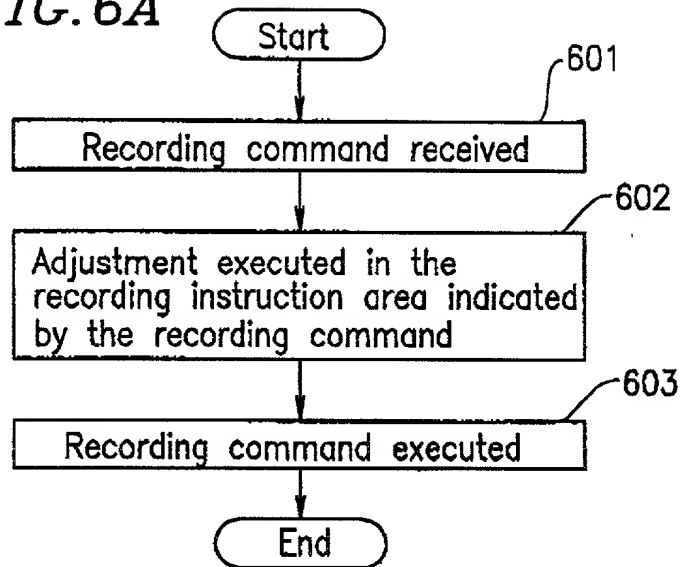 IG. 6A
Start
601
Recording command received
602
Adjustment executed in the
recording instruction area indicated
by the recording command
603
Recording command executed
End